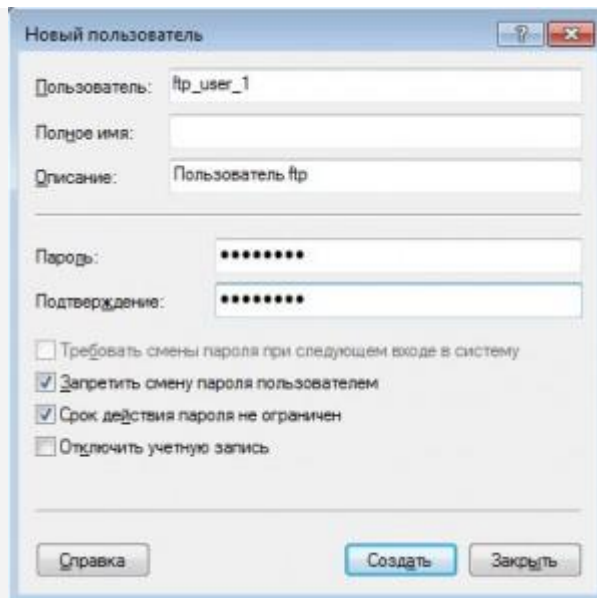 Новый пользователь
Пользователь: ftp_user_1
Полное имя:
Описание: Пользователь ftp
Пароль: ●●●●●●●●
Подтверждение: ●●●●●●●●
Требовать смены пароля при следующем входе в систему
Запретить смену пароля пользователем
Срок действия пароля не ограничен
Отключить учетную запись
Справка Создать Закрыть